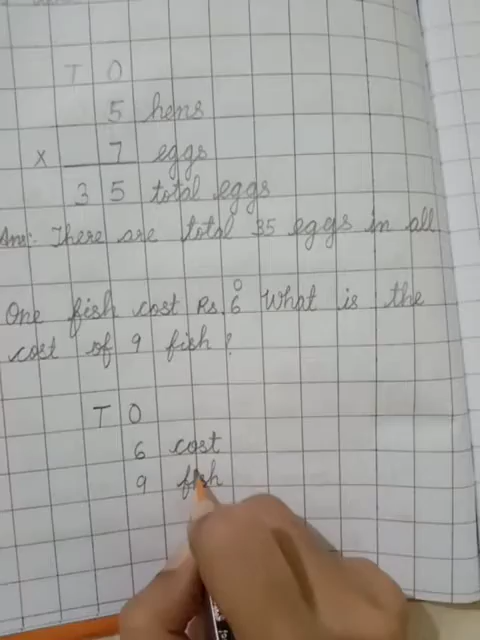 T O
5 hens
x 7 eggs
3 5 total eggs
Ans: There are total 35 eggs in all
One fish cost Rs. 6 What is the
cost of 9 fish?
T O
6 cost
9 fish